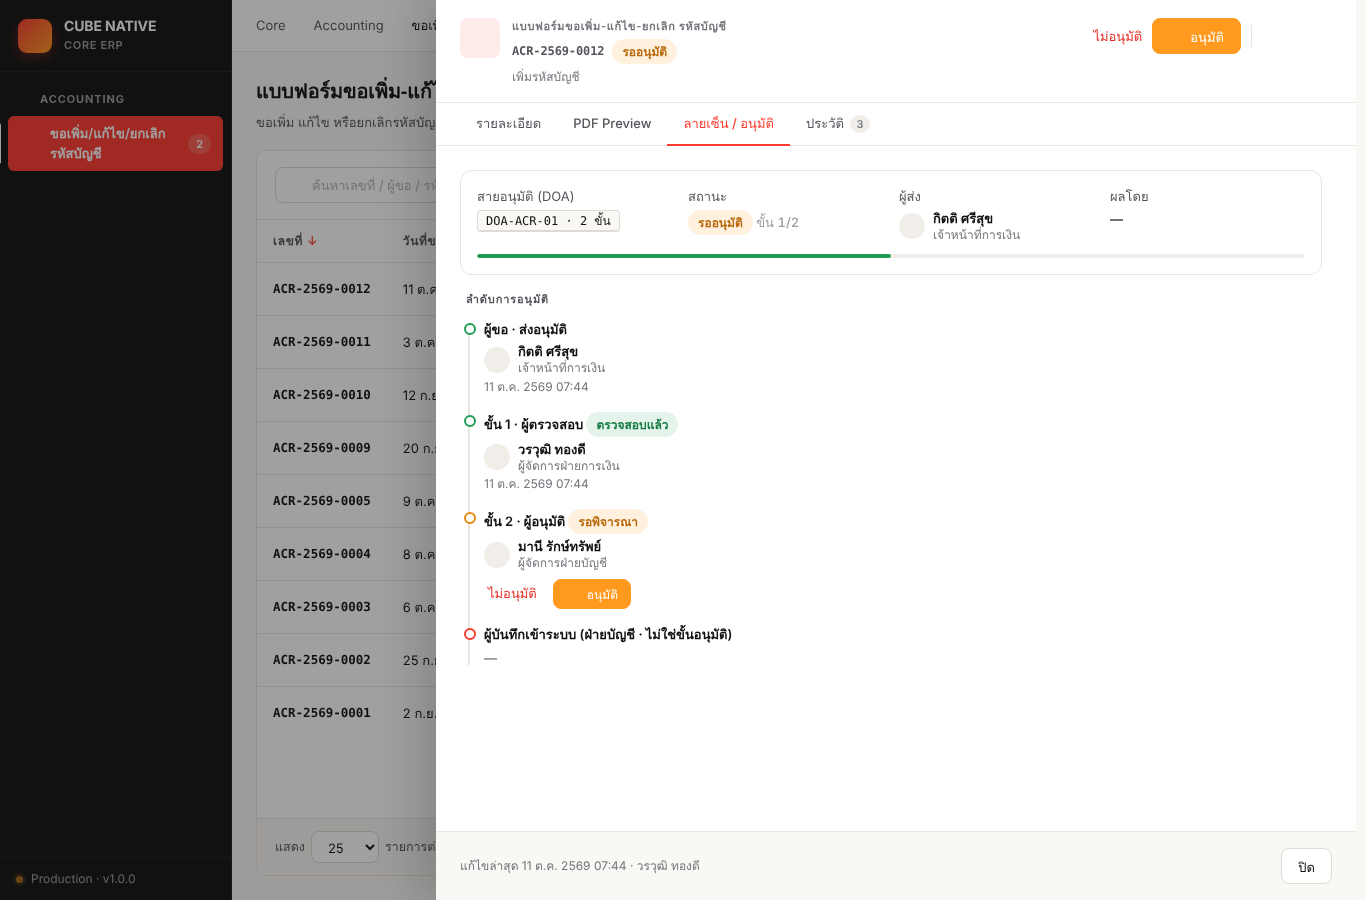 CUBE NATIVE
CORE ERP
ACCOUNTING
ขอเพิ่ม/แก้ไข/ยกเลิก
รหัสบัญชี
2
Production · v1.0.0
Core
Accounting
แบบฟอร์มขอเพิ่ม-แก้
ขอเพิ่ม แก้ไข หรือยกเลิกรหัสบัญ
ค้นหาเลขที่ / ผู้ขอ /
เลขที่ ↓
ACR-2569-0012
ACR-2569-0011
ACR-2569-0010
ACR-2569-0009
ACR-2569-0005
ACR-2569-0004
ACR-2569-0003
ACR-2569-0002
ACR-2569-0001
แสดง 25
แบบฟอร์มขอเพิ่ม-แก้ไข-ยกเลิก รหัสบัญชี
ACR-2569-0012 รออนุมัติ
เพิ่มรหัสบัญชี
ไม่อนุมัติ
อนุมัติ
รายละเอียด
PDF Preview
ลายเซ็น / อนุมัติ
ประวัติ 3
สายอนุมัติ (DOA)
DOA-ACR-01 · 2 ขั้น
สถานะ
รออนุมัติ ขั้น 1/2
ผู้ส่ง
กิตติ ศรีสุข
เจ้าหน้าที่การเงิน
ผลโดย
—
ลำดับการอนุมัติ
ผู้ขอ · ส่งอนุมัติ
กิตติ ศรีสุข
เจ้าหน้าที่การเงิน
11 ต.ค. 2569 07:44
ขั้น 1 · ผู้ตรวจสอบ ตรวจสอบแล้ว
วรวุฒิ ทองดี
ผู้จัดการฝ่ายการเงิน
11 ต.ค. 2569 07:44
ขั้น 2 · ผู้อนุมัติ รอพิจารณา
มานี รักษ์ทรัพย์
ผู้จัดการฝ่ายบัญชี
ไม่อนุมัติ
อนุมัติ
ผู้บันทึกเข้าระบบ (ฝ่ายบัญชี · ไม่ใช่ขั้นอนุมัติ)
—
แก้ไขล่าสุด 11 ต.ค. 2569 07:44 · วรวุฒิ ทองดี
ปิด